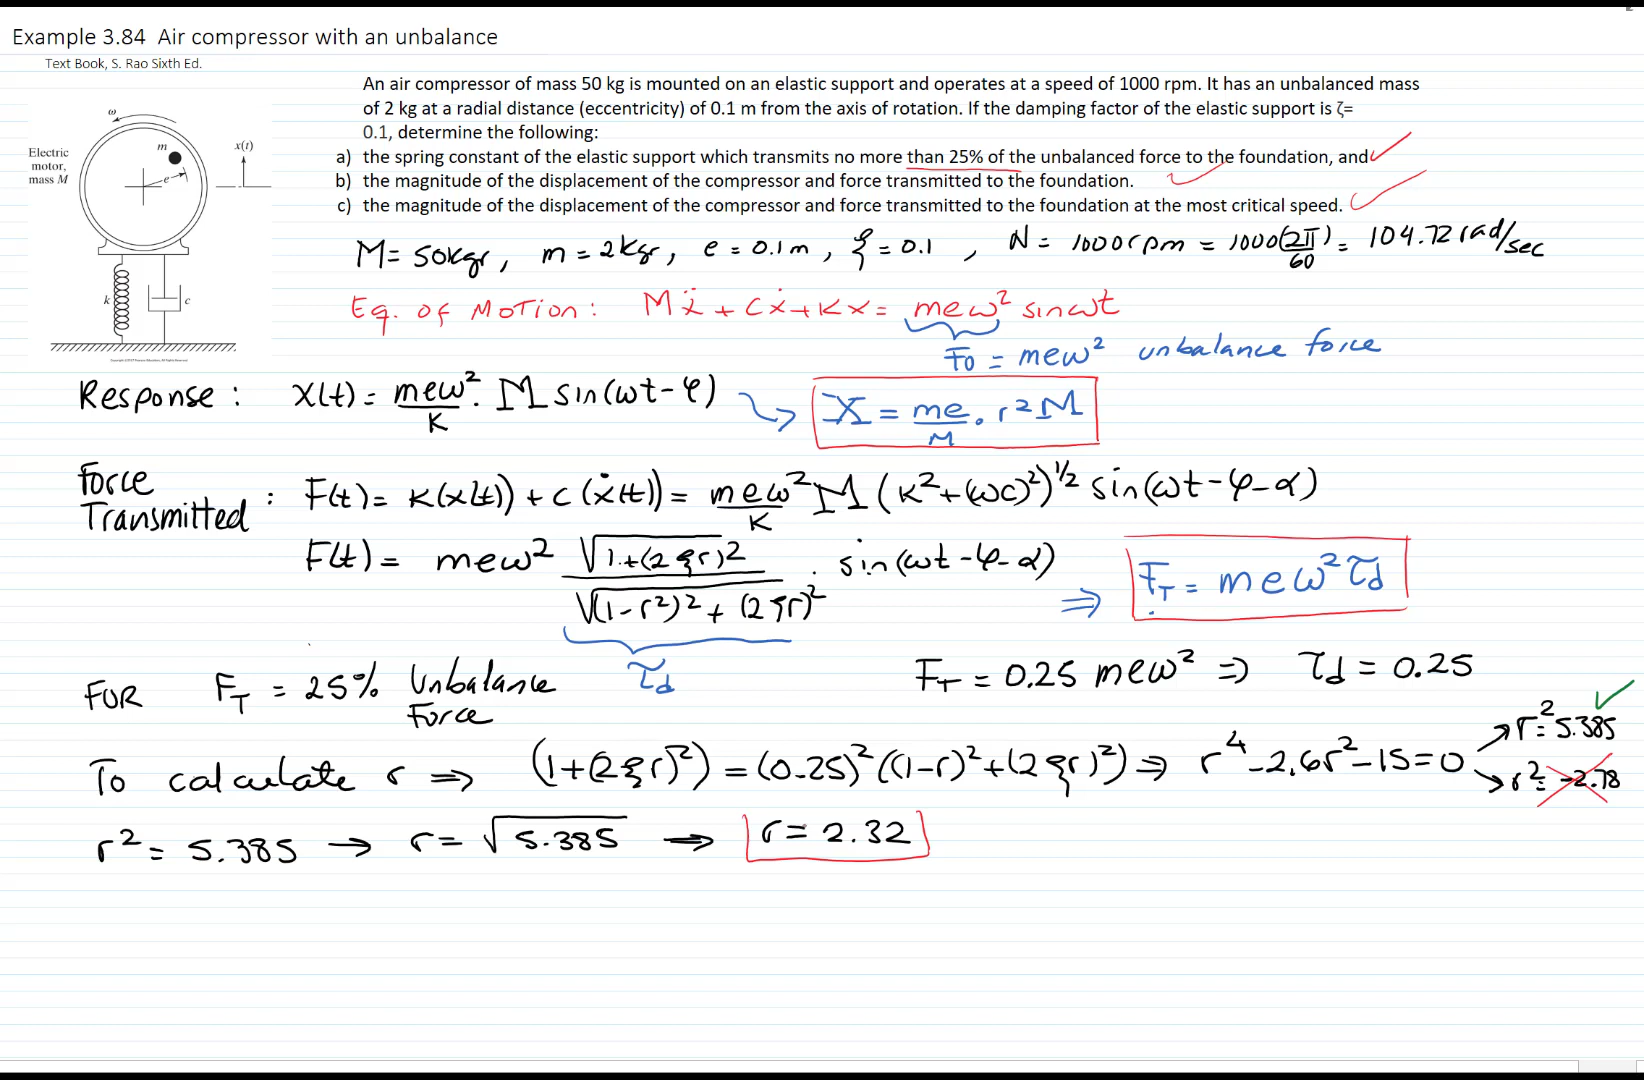 Example 3.84 Air compressor with an unbalance
Text Book, S. Rao Sixth Ed.
An air compressor of mass 50 kg is mounted on an elastic support and operates at a speed of 1000 rpm. It has an unbalanced mass
of 2 kg at a radial distance (eccentricity) of 0.1 m from the axis of rotation. If the damping factor of the elastic support is ζ=
0.1, determine the following:
a) the spring constant of the elastic support which transmits no more than 25% of the unbalanced force to the foundation, and
b) the magnitude of the displacement of the compressor and force transmitted to the foundation.
c) the magnitude of the displacement of the compressor and force transmitted to the foundation at the most critical speed.
ω
Electric
motor,
mass M
m
e
x(t)
k
c
M = 50kgr, m = 2kgr, e = 0.1m, ξ = 0.1, N = 1000rpm = 1000(2π/60) = 104.72 rad/sec
Eq. OF MOTION: Mẍ + Cẋ + Kx = meω² sinωt
F0 = meω² unbalance force
Response: X(t) = meω²/K · M sin(ωt-φ) X = me/M · r²M
Force
Transmitted : F(t) = K(x(t)) + C(ẋ(t)) = meω²/K M (K²+(ωc)²)^1/2 sin(ωt-φ-α)
F(t) = meω² √1+(2ξr)² / √(1-r²)²+(2ξr)² · sin(ωt-φ-α) ⇒ FT = meω² τd
τd
FOR FT = 25% Unbalance Force FT = 0.25 meω² ⇒ τd = 0.25
To calculate r ⇒ (1+(2ξr)²) = (0.25)²((1-r)²+(2ξr)²) ⇒ r⁴-2.6r²-15=0 → r²=5.385
→ r²=-2.78
r² = 5.385 → r = √5.385 → r = 2.32